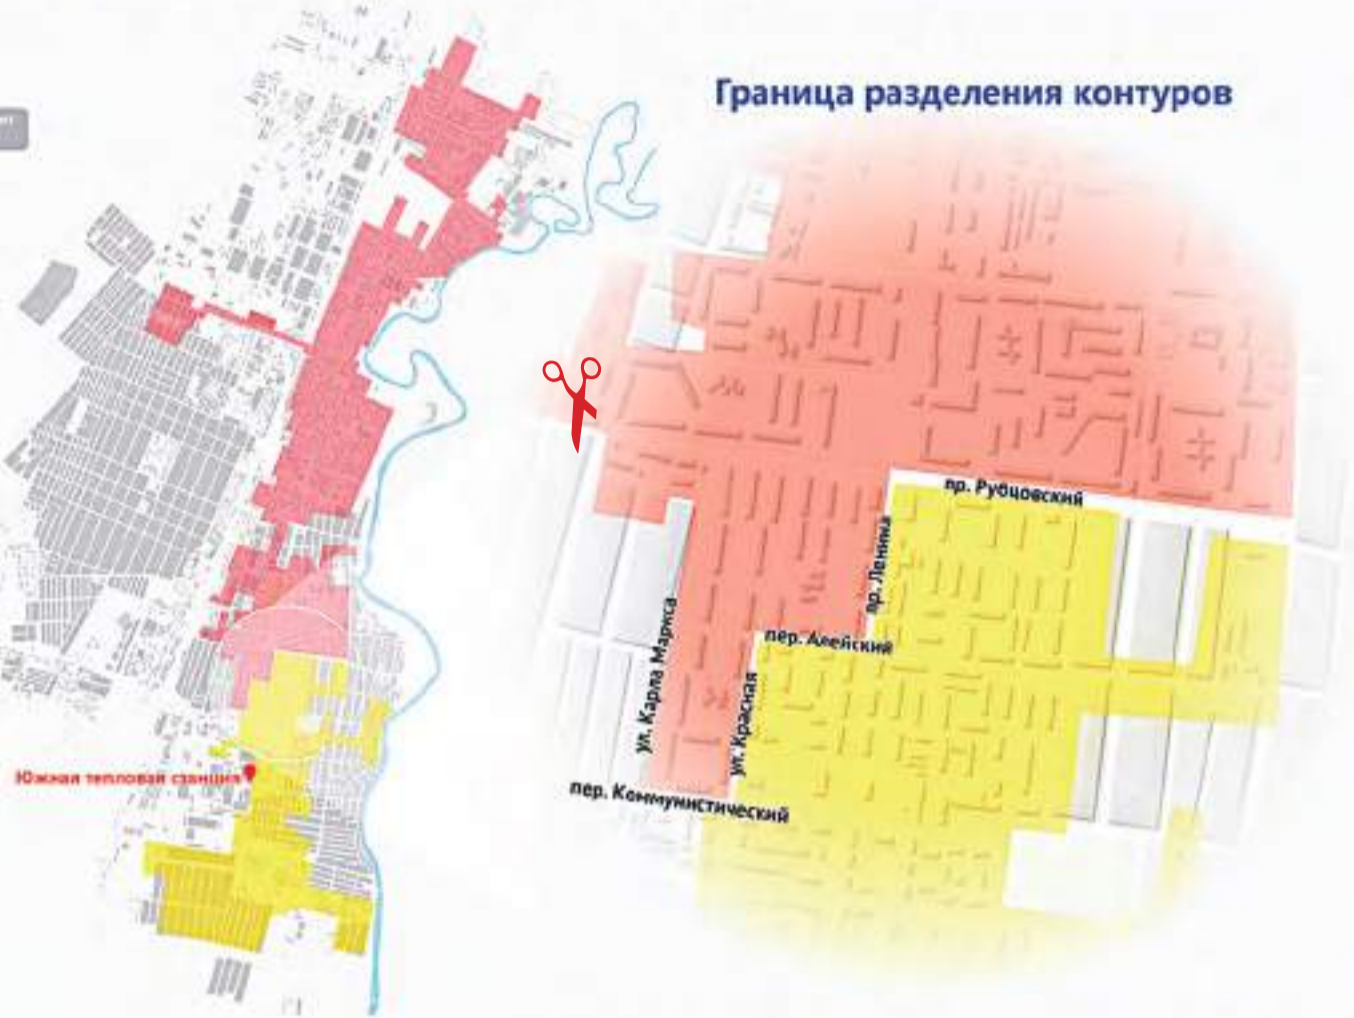 Граница разделения контуров
пр. Рубцовский
пр. Ленина
пер. Алейский
ул. Карла Маркса
ул. Красная
пер. Коммунистический
Южная тепловая станция